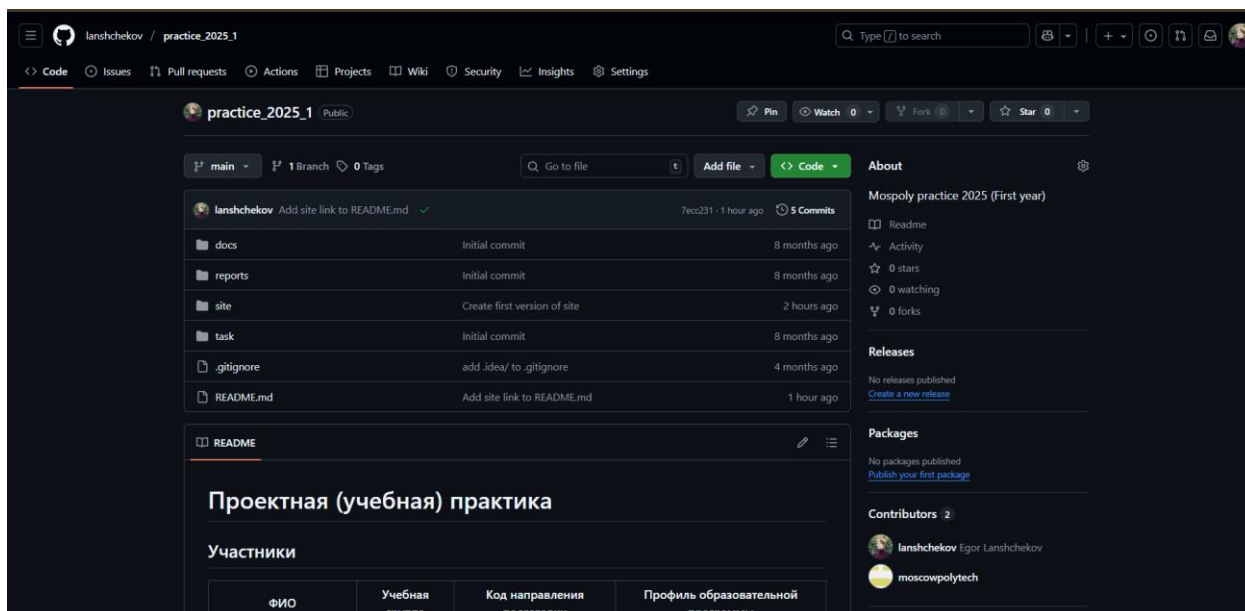 lanshchekov / practice_2025_1
Type / to search
Code Issues Pull requests Actions Projects Wiki Security Insights Settings
practice_2025_1 Public
Pin Watch 0 Fork 0 Star 0
main 1 Branch 0 Tags Go to file t Add file Code
lanshchekov Add site link to README.md 7ecc231 · 1 hour ago 5 Commits
docs Initial commit 8 months ago
reports Initial commit 8 months ago
site Create first version of site 2 hours ago
task Initial commit 8 months ago
.gitignore add .idea/ to .gitignore 4 months ago
README.md Add site link to README.md 1 hour ago
README
Проектная (учебная) практика
Участники
ФИО
Учебная
Код направления
Профиль образовательной
About
Mospoly practice 2025 (First year)
Readme
Activity
0 stars
0 watching
0 forks
Releases
No releases published
Create a new release
Packages
No packages published
Publish your first package
Contributors 2
lanshchekov Egor Lanshchekov
moscowpolytech